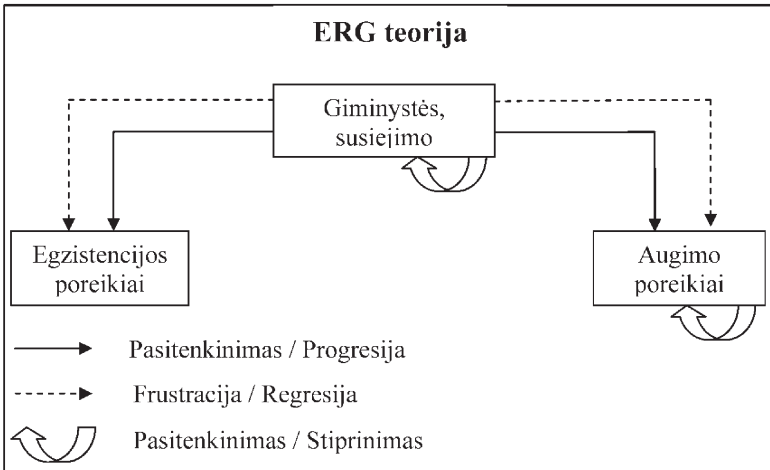 ERG teorija
Giminystės,
susiejimo
Egzistencijos
poreikiai
Augimo
poreikiai
Pasitenkinimas / Progresija
Frustracija / Regresija
Pasitenkinimas / Stiprinimas